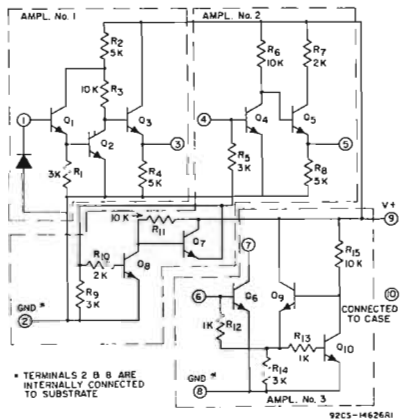 AMPL. No. 1
AMPL. No. 2
R2
5K
R6
10K
R7
2K
10K
R3
Q1
Q2
Q3
Q4
Q5
1
3
4
5
3K
R1
R4
5K
R5
3K
R8
5K
10K
R11
Q7
7
V+
9
R10
2K
Q8
R15
10K
10
CONNECTED
TO CASE
R9
3K
6
Q6
Q9
GND *
2
1K
R12
R13
1K
Q10
R14
3K
GND *
8
AMPL. No. 3
* TERMINALS 2 & 8 ARE
INTERNALLY CONNECTED
TO SUBSTRATE
92CS-14626R1